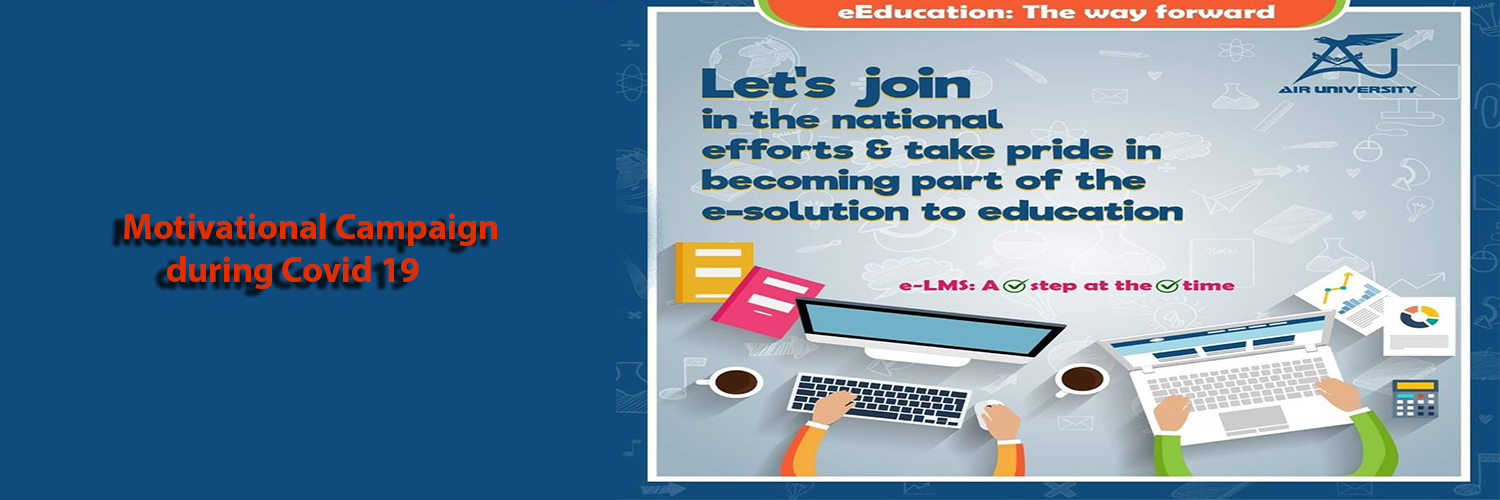 Motivational Campaign
during Covid 19
eEducation: The way forward
AIR UNIVERSITY
Let's join
in the national
efforts & take pride in
becoming part of the
e-solution to education
e-LMS: A step at the time